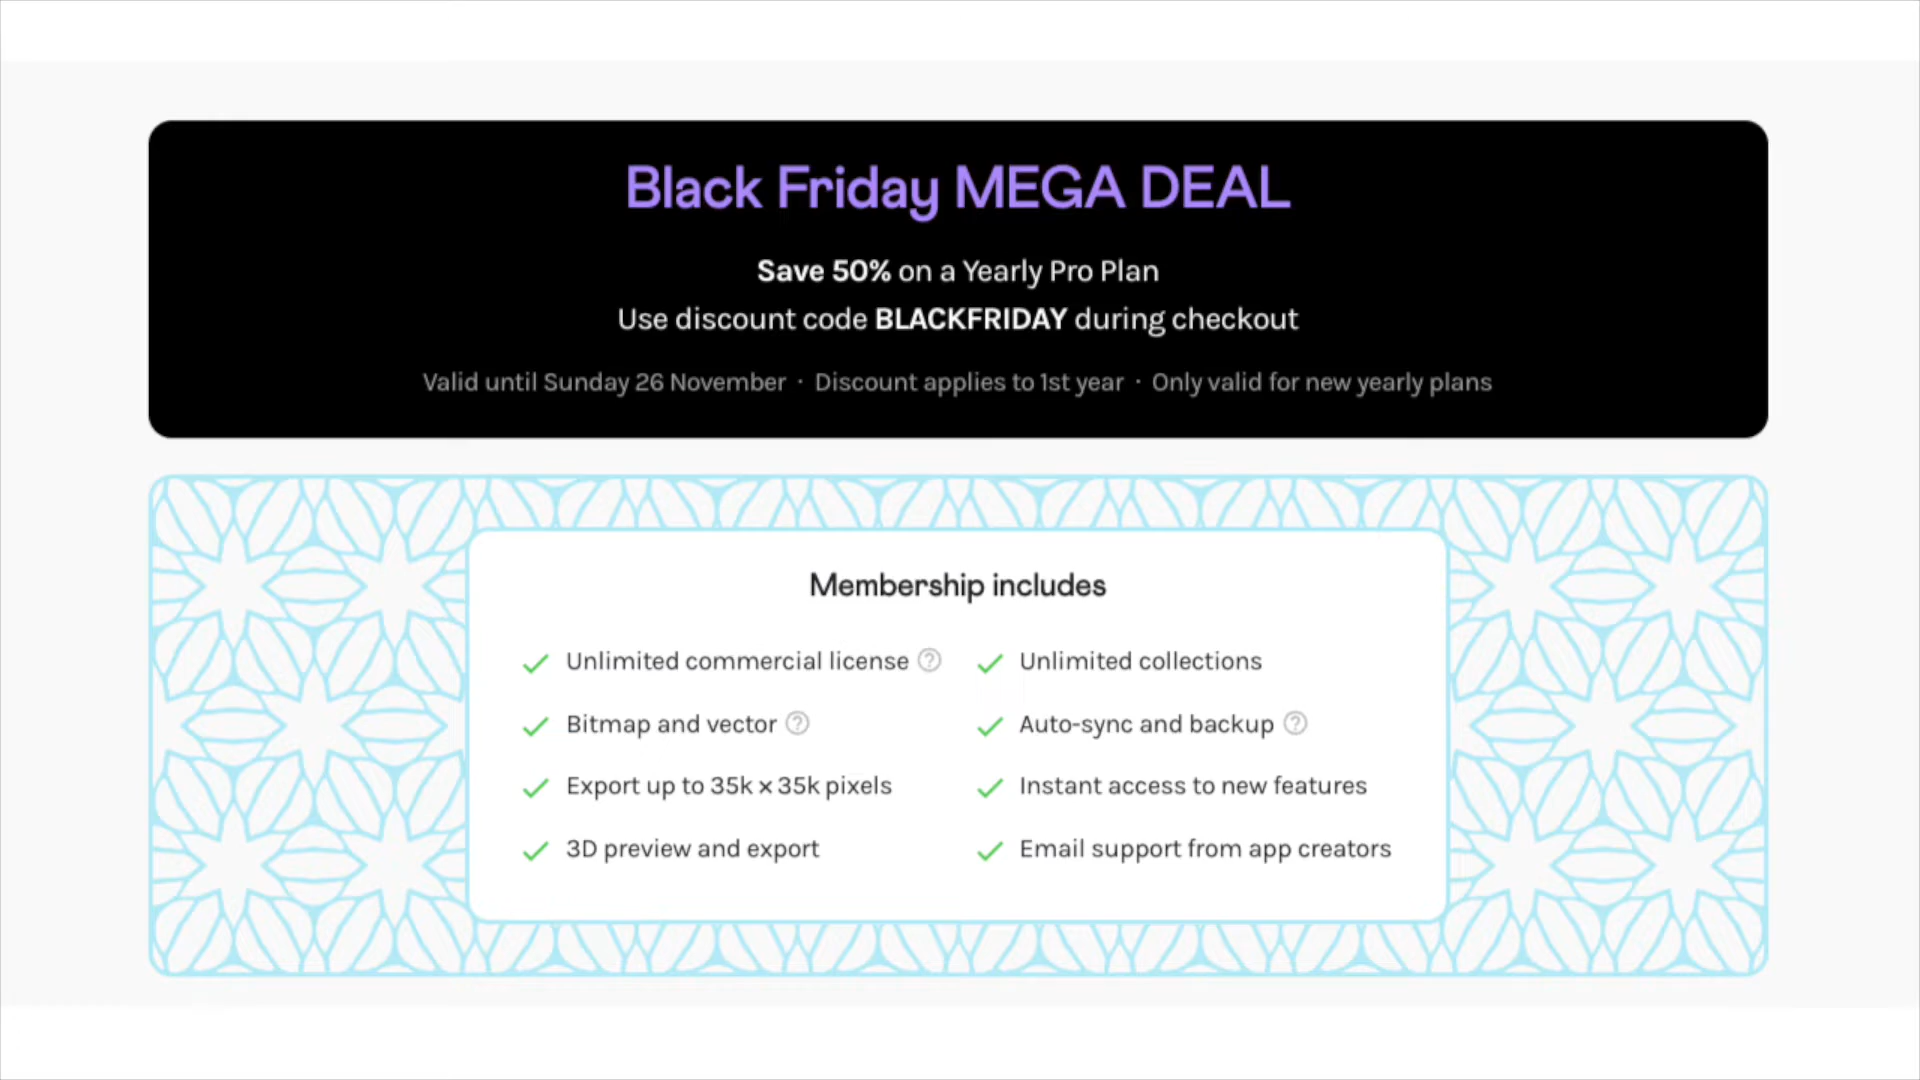 Black Friday MEGA DEAL
Save 50% on a Yearly Pro Plan
Use discount code BLACKFRIDAY during checkout
Valid until Sunday 26 November · Discount applies to 1st year · Only valid for new yearly plans
Membership includes
Unlimited commercial license ?
Bitmap and vector ?
Export up to 35k × 35k pixels
3D preview and export
Unlimited collections
Auto-sync and backup ?
Instant access to new features
Email support from app creators